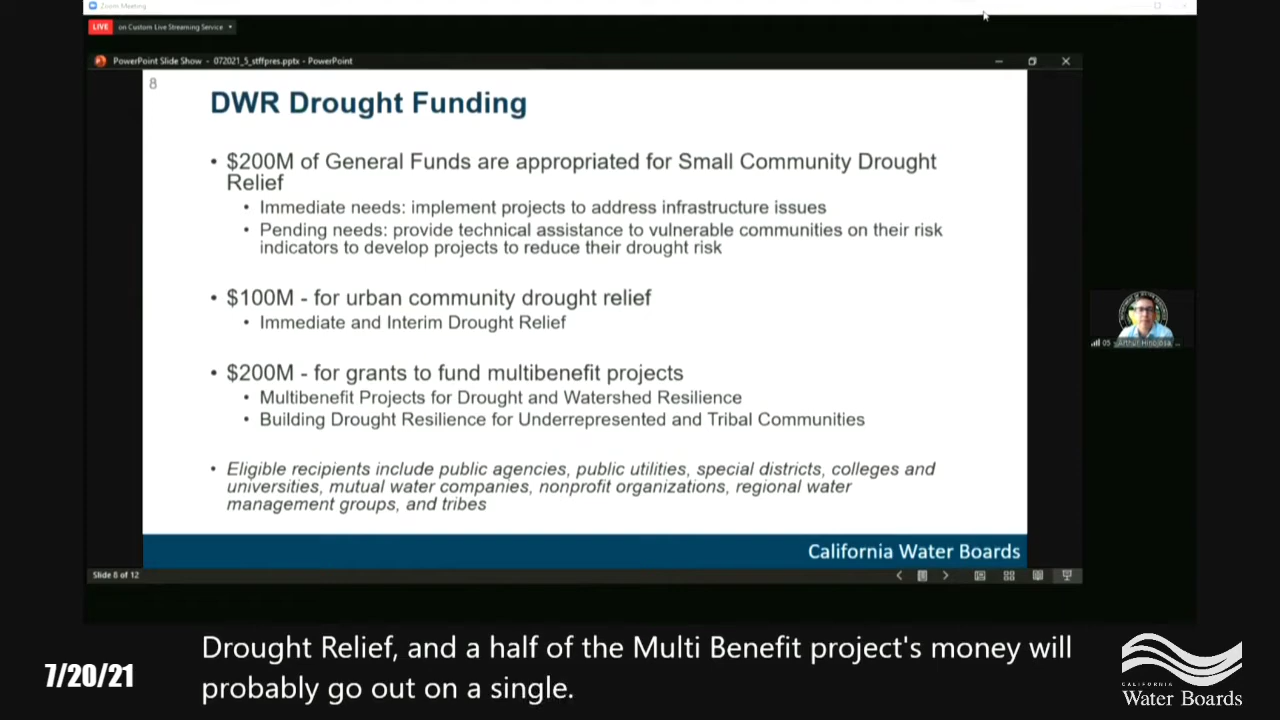 Zoom Meeting
LIVE on Custom Live Streaming Service
PowerPoint Slide Show - 072021_5_stffpres.pptx - PowerPoint
8
DWR Drought Funding
• $200M of General Funds are appropriated for Small Community Drought
Relief
• Immediate needs: implement projects to address infrastructure issues
• Pending needs: provide technical assistance to vulnerable communities on their risk
indicators to develop projects to reduce their drought risk
• $100M - for urban community drought relief
• Immediate and Interim Drought Relief
• $200M - for grants to fund multibenefit projects
• Multibenefit Projects for Drought and Watershed Resilience
• Building Drought Resilience for Underrepresented and Tribal Communities
• Eligible recipients include public agencies, public utilities, special districts, colleges and
universities, mutual water companies, nonprofit organizations, regional water
management groups, and tribes
California Water Boards
Slide 8 of 12
Drought Relief, and a half of the Multi Benefit project's money will
probably go out on a single.
7/20/21
CALIFORNIA
Water Boards